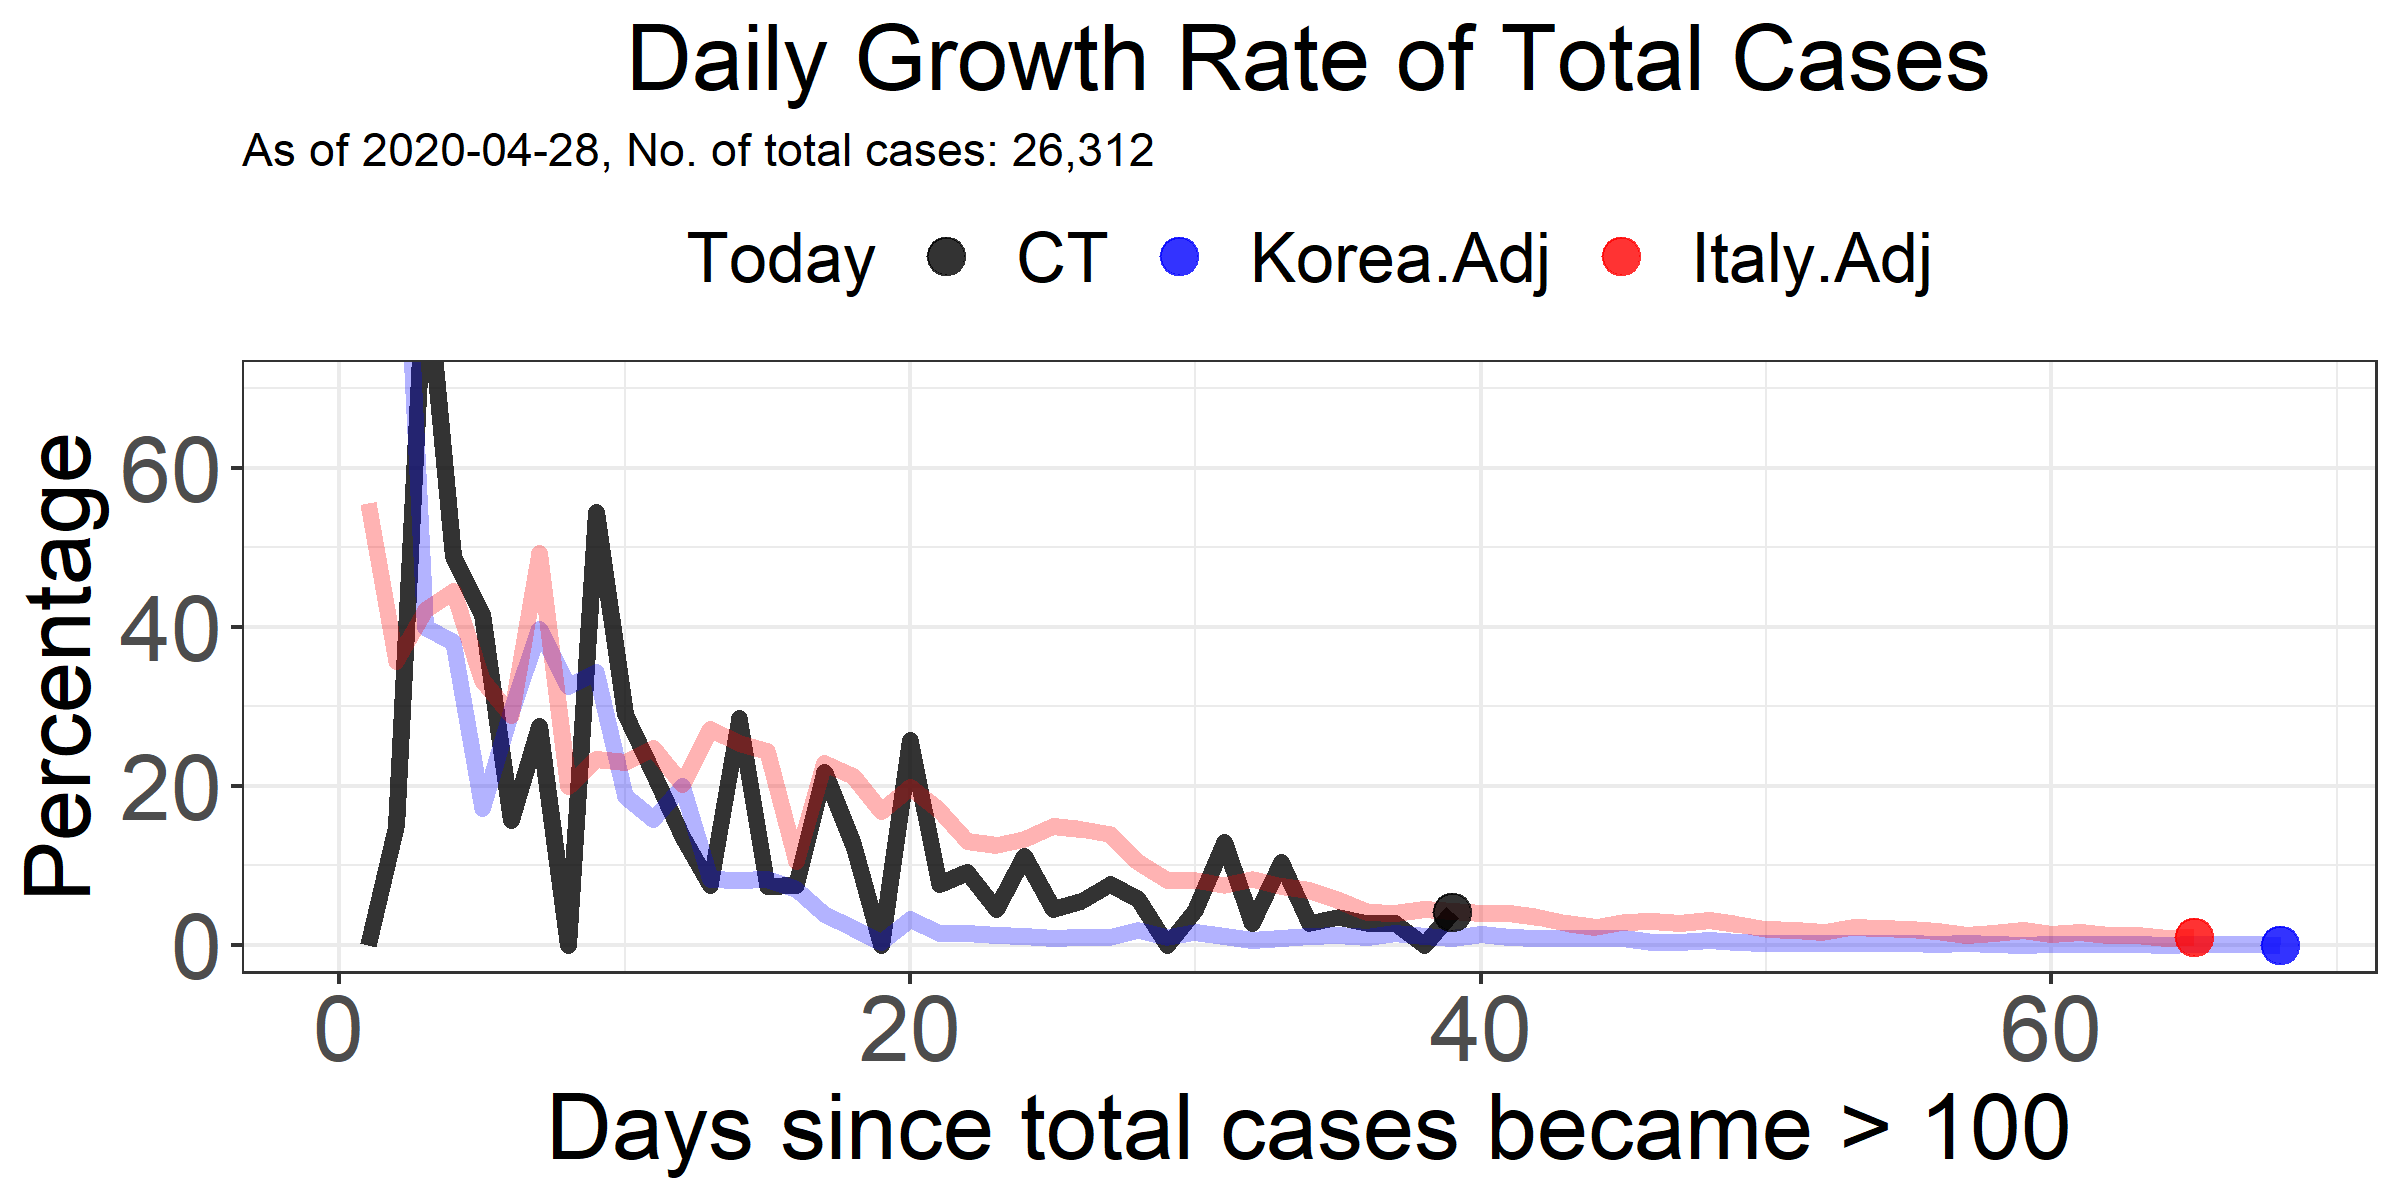 Daily Growth Rate of Total Cases
As of 2020-04-28, No. of total cases: 26,312
Today CT Korea.Adj Italy.Adj
Percentage
60
40
20
0
0 20 40 60
Days since total cases became > 100